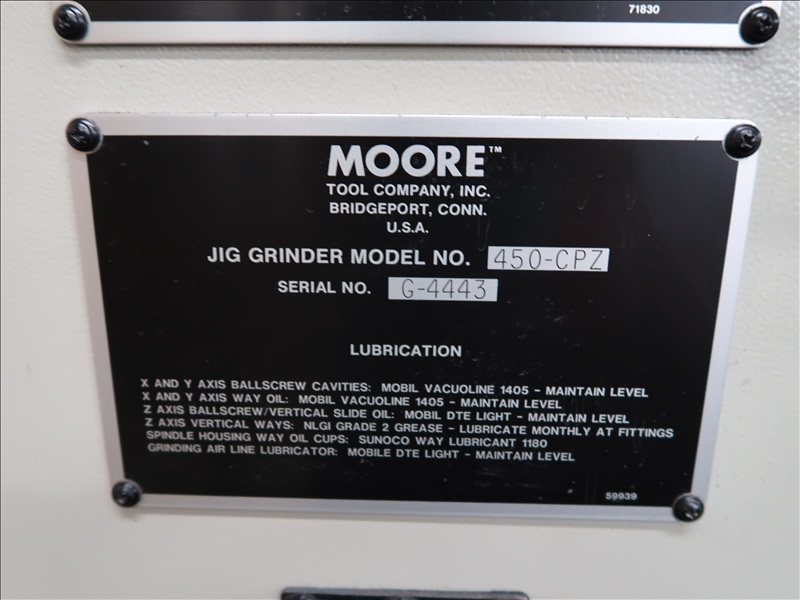 71830
MOORE™
TOOL COMPANY, INC.
BRIDGEPORT, CONN.
U.S.A.
JIG GRINDER MODEL NO. 450-CPZ
SERIAL NO. G-4443
LUBRICATION
X AND Y AXIS BALLSCREW CAVITIES: MOBIL VACUOLINE 1405 - MAINTAIN LEVEL
X AND Y AXIS WAY OIL: MOBIL VACUOLINE 1405 - MAINTAIN LEVEL
Z AXIS BALLSCREW/VERTICAL SLIDE OIL: MOBIL DTE LIGHT - MAINTAIN LEVEL
Z AXIS VERTICAL WAYS: NLGI GRADE 2 GREASE - LUBRICATE MONTHLY AT FITTINGS
SPINDLE HOUSING WAY OIL CUPS: SUNOCO WAY LUBRICANT 1180
GRINDING AIR LINE LUBRICATOR: MOBILE DTE LIGHT - MAINTAIN LEVEL
59939